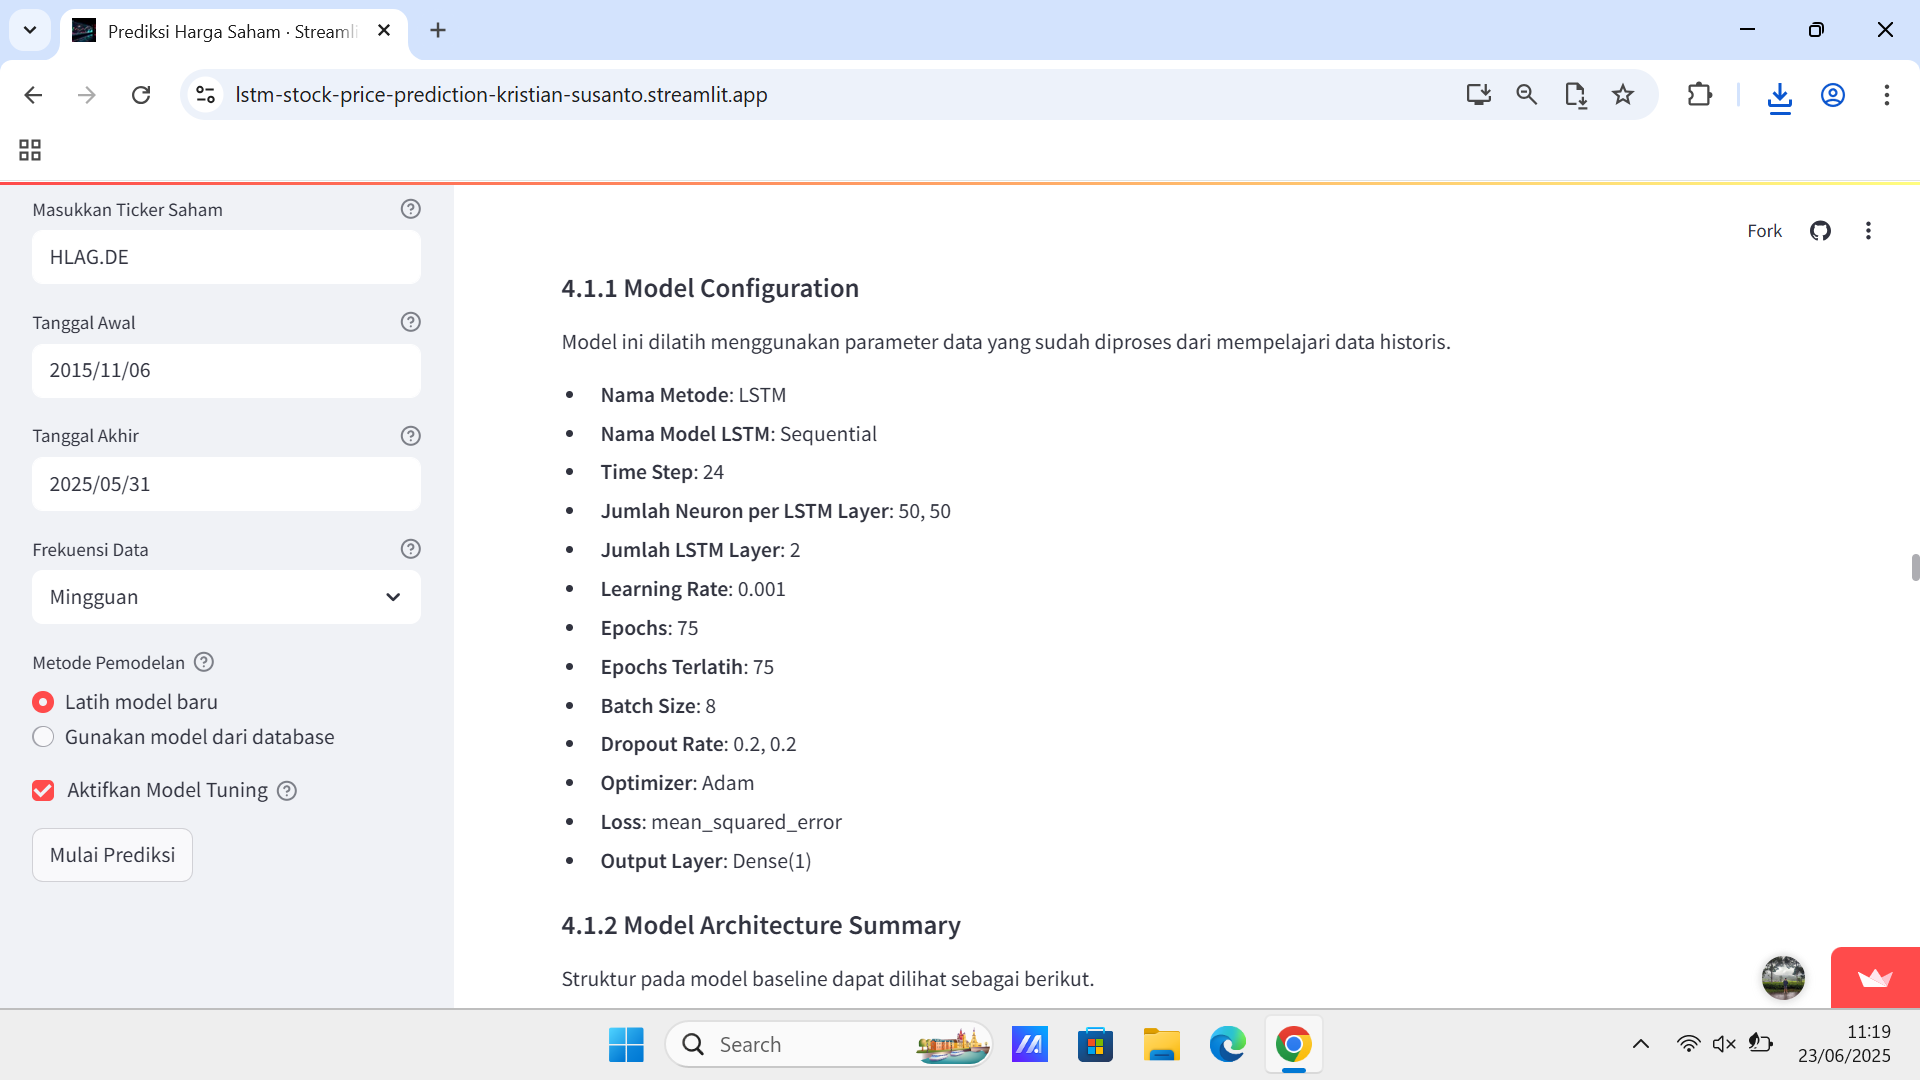 Prediksi Harga Saham · Streamli
lstm-stock-price-prediction-kristian-susanto.streamlit.app
Masukkan Ticker Saham
HLAG.DE
Tanggal Awal
2015/11/06
Tanggal Akhir
2025/05/31
Frekuensi Data
Mingguan
Metode Pemodelan
Latih model baru
Gunakan model dari database
Aktifkan Model Tuning
Mulai Prediksi
Fork
4.1.1 Model Configuration
Model ini dilatih menggunakan parameter data yang sudah diproses dari mempelajari data historis.
• Nama Metode: LSTM
• Nama Model LSTM: Sequential
• Time Step: 24
• Jumlah Neuron per LSTM Layer: 50, 50
• Jumlah LSTM Layer: 2
• Learning Rate: 0.001
• Epochs: 75
• Epochs Terlatih: 75
• Batch Size: 8
• Dropout Rate: 0.2, 0.2
• Optimizer: Adam
• Loss: mean_squared_error
• Output Layer: Dense(1)
4.1.2 Model Architecture Summary
Struktur pada model baseline dapat dilihat sebagai berikut.
Search
11:19
23/06/2025